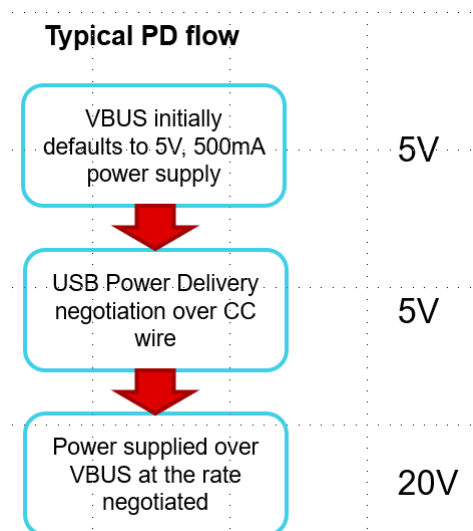 Typical PD flow
VBUS initially
defaults to 5V, 500mA
power supply
5V
USB Power Delivery
negotiation over CC
wire
5V
Power supplied over
VBUS at the rate
negotiated
20V